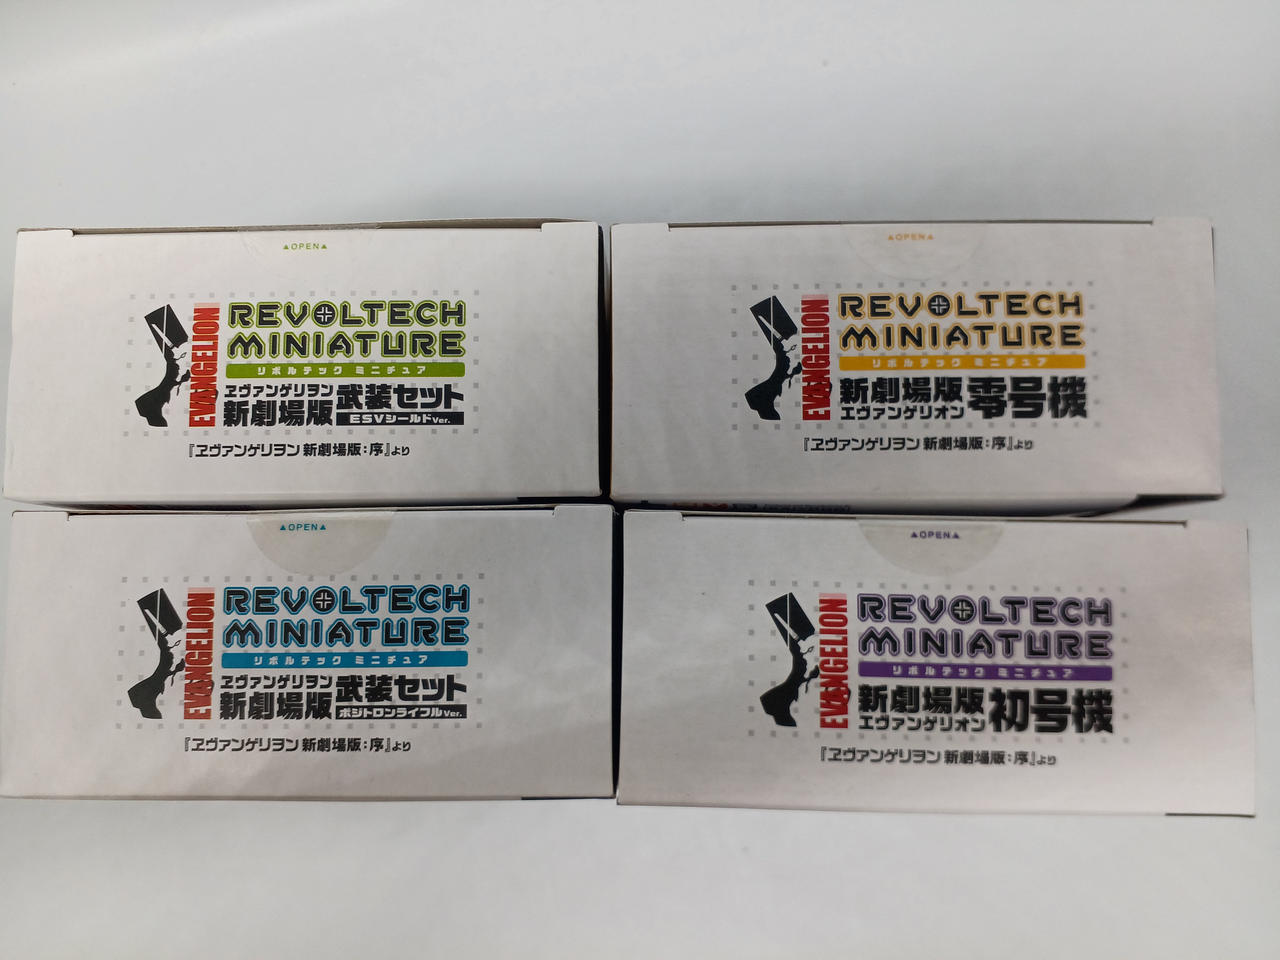 ▲OPEN▲
EVANGELION
REVOLTECH
MINIATURE
リボルテック ミニチュア
ヱヴァンゲリヲン
新劇場版
武装セット
ESVシールドVer.
『ヱヴァンゲリヲン 新劇場版:序』より
▲OPEN▲
EVANGELION
REVOLTECH
MINIATURE
リボルテック ミニチュア
新劇場版
エヴァンゲリオン
零号機
『ヱヴァンゲリヲン 新劇場版:序』より
▲OPEN▲
EVANGELION
REVOLTECH
MINIATURE
リボルテック ミニチュア
ヱヴァンゲリヲン
新劇場版
武装セット
ポジトロンライフルVer.
『ヱヴァンゲリヲン 新劇場版:序』より
▲OPEN▲
EVANGELION
REVOLTECH
MINIATURE
リボルテック ミニチュア
新劇場版
エヴァンゲリオン
初号機
『ヱヴァンゲリヲン 新劇場版:序』より